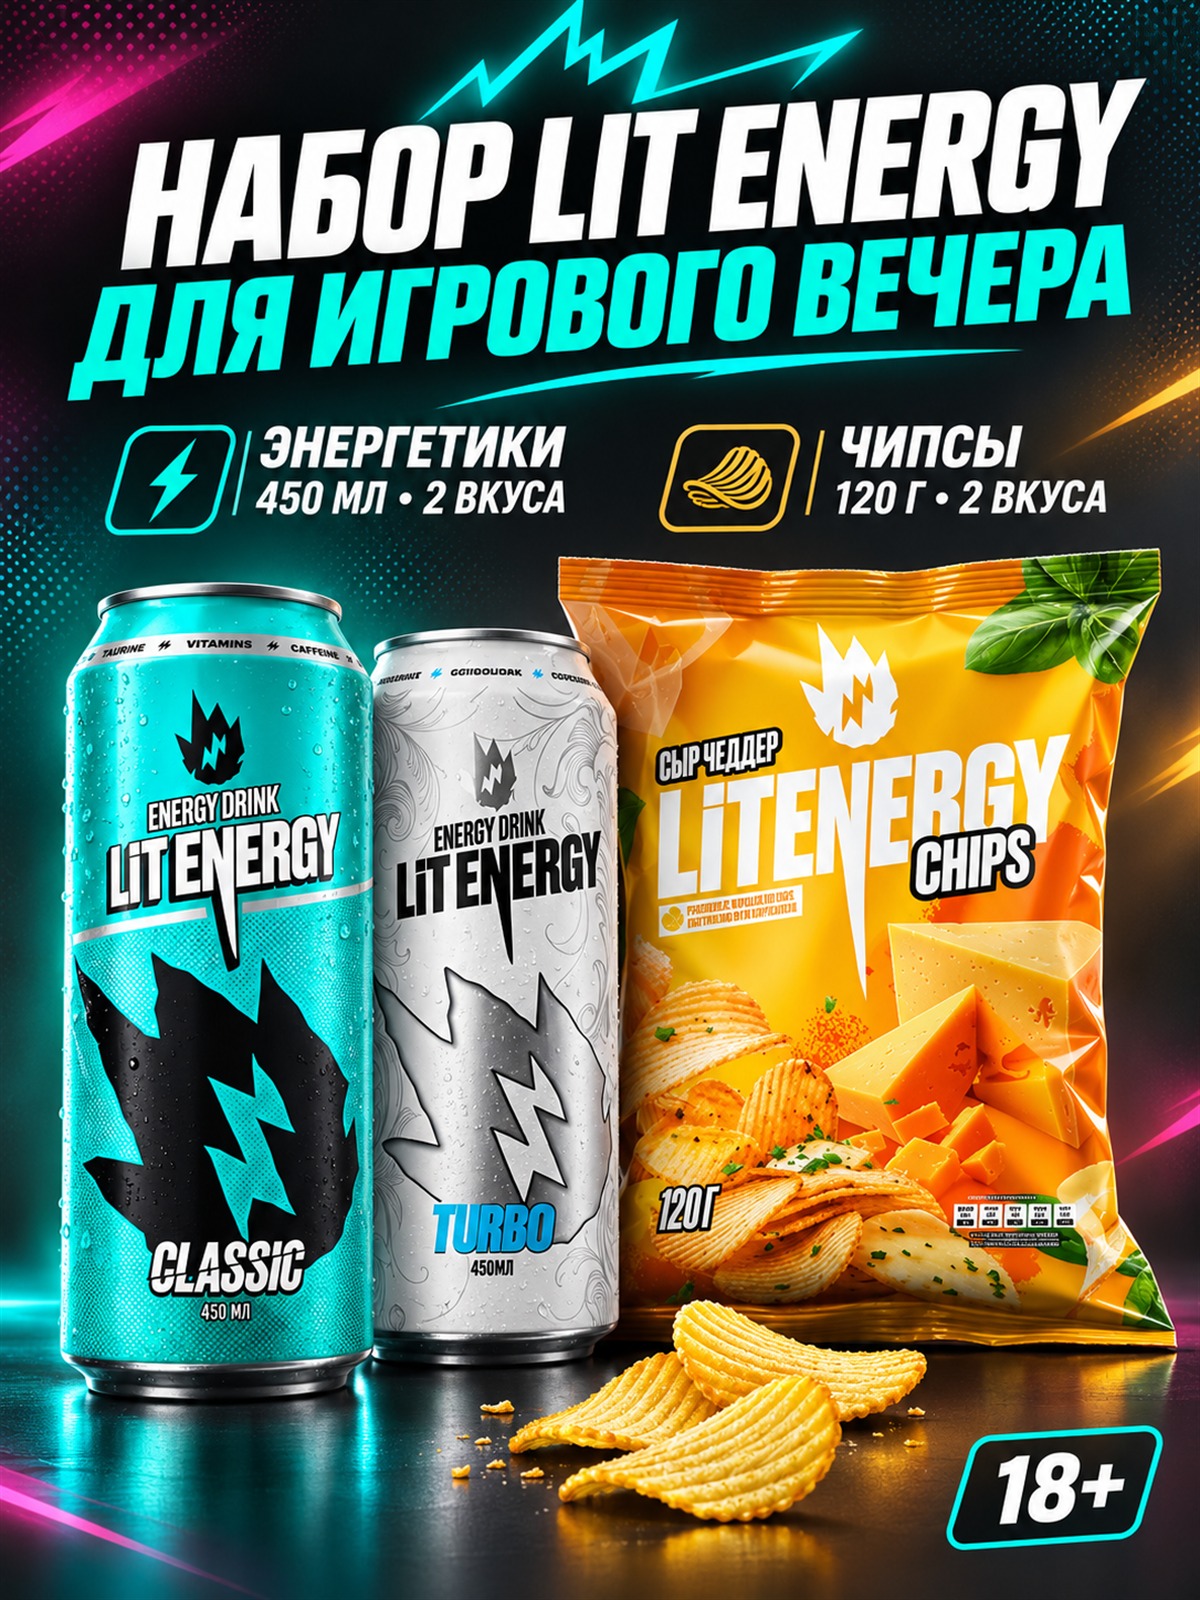 НАБОР LIT ENERGY
ДЛЯ ИГРОВОГО ВЕЧЕРА
ЭНЕРГЕТИКИ
450 МЛ • 2 ВКУСА
ЧИПСЫ
120 Г • 2 ВКУСА
TAURINE VITAMINS CAFFEINE
ENERGY DRINK
LIT ENERGY
CLASSIC
450 МЛ
ENERGY DRINK
LIT ENERGY
TURBO
450МЛ
СЫР ЧЕДДЕР
LITENERGY
CHIPS
120Г
18+